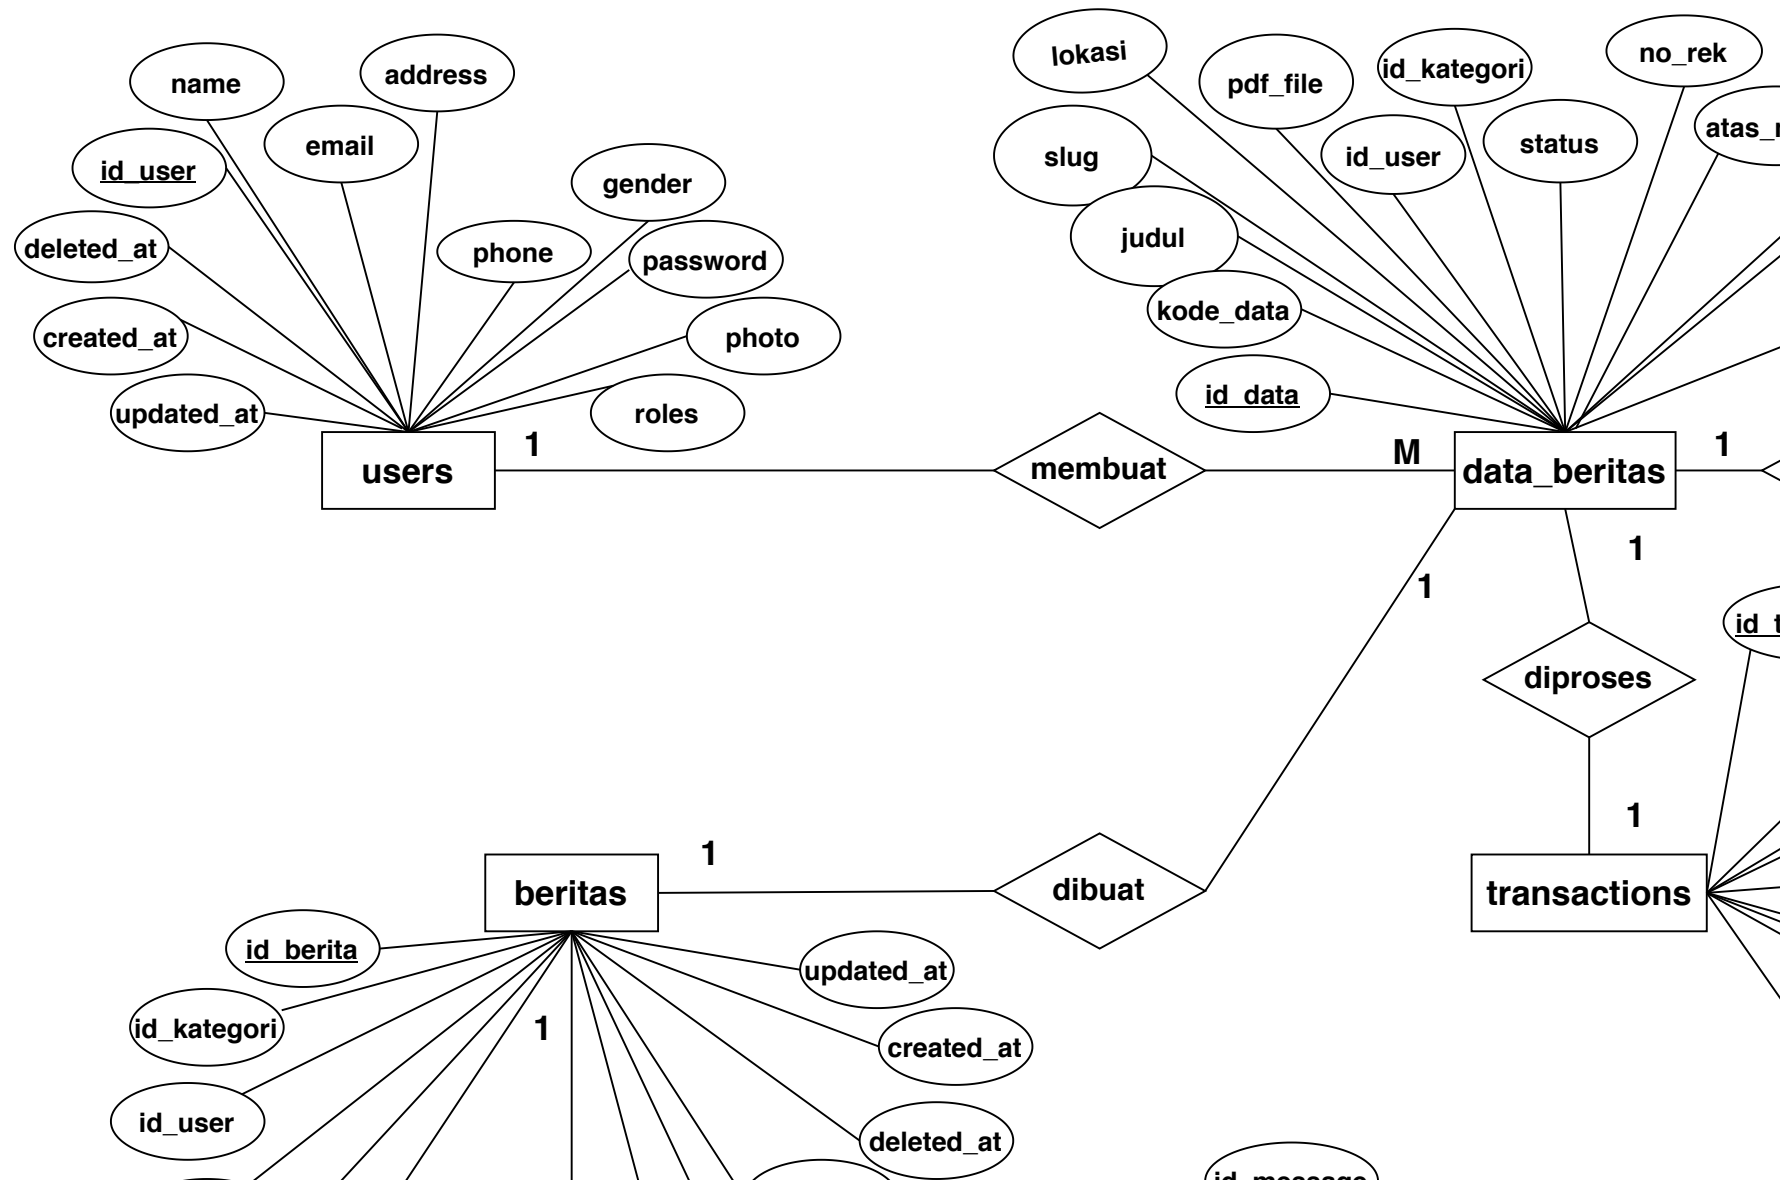 name
address
email
id_user
gender
deleted_at
phone
password
created_at
photo
updated_at
roles
users
1
membuat
M
lokasi
pdf_file
id_kategori
no_rek
slug
id_user
status
judul
kode_data
id_data
data_beritas
1
1
1
diproses
1
transactions
beritas
1
dibuat
id_berita
updated_at
id_kategori
1
created_at
id_user
deleted_at
id_message